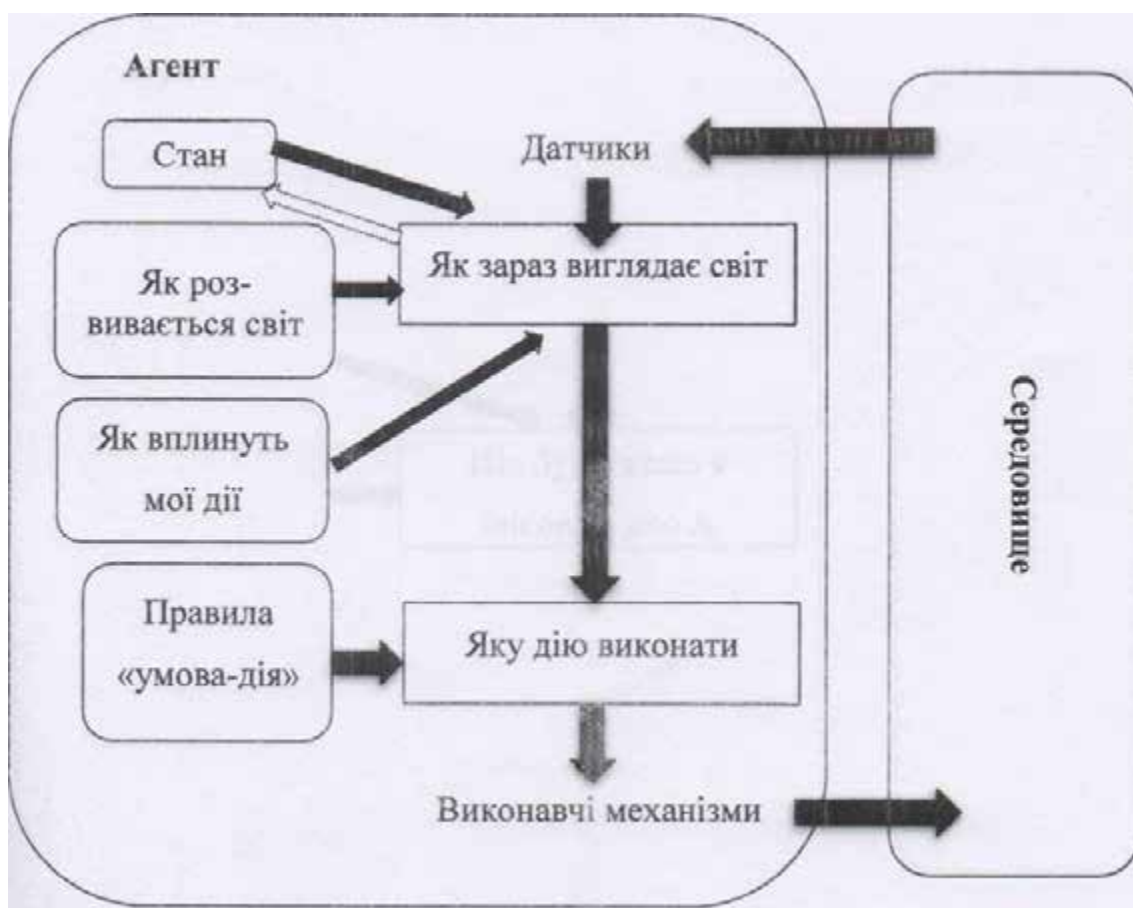 Агент
Стан
Датчики
Як зараз виглядає світ
Як роз-
вивається світ
Як вплинуть
мої дії
Правила
«умова-дія»
Яку дію виконати
Виконавчі механізми
Середовище